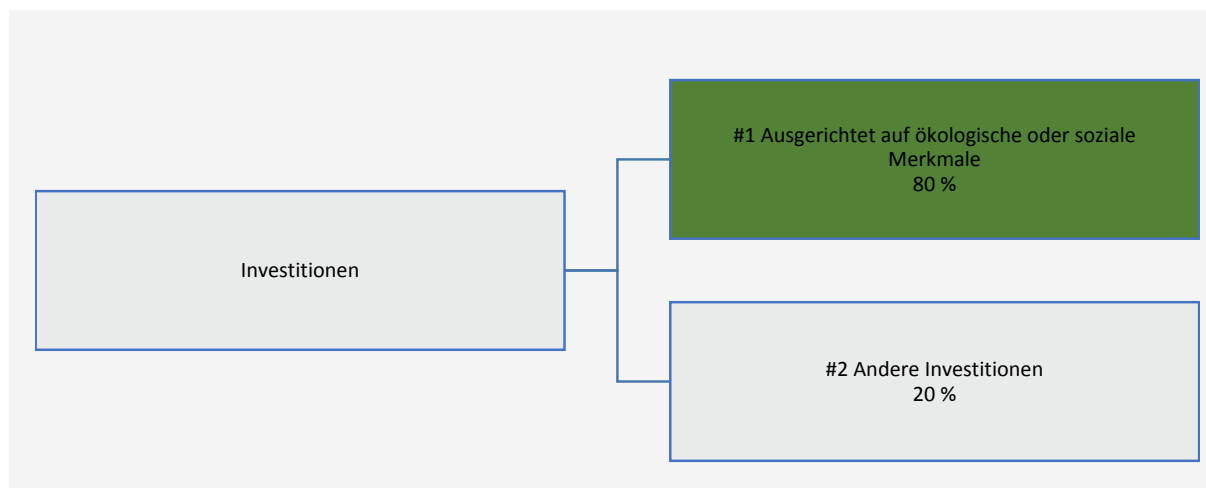 #1 Ausgerichtet auf ökologische oder soziale
Merkmale
80 %
Investitionen
#2 Andere Investitionen
20 %